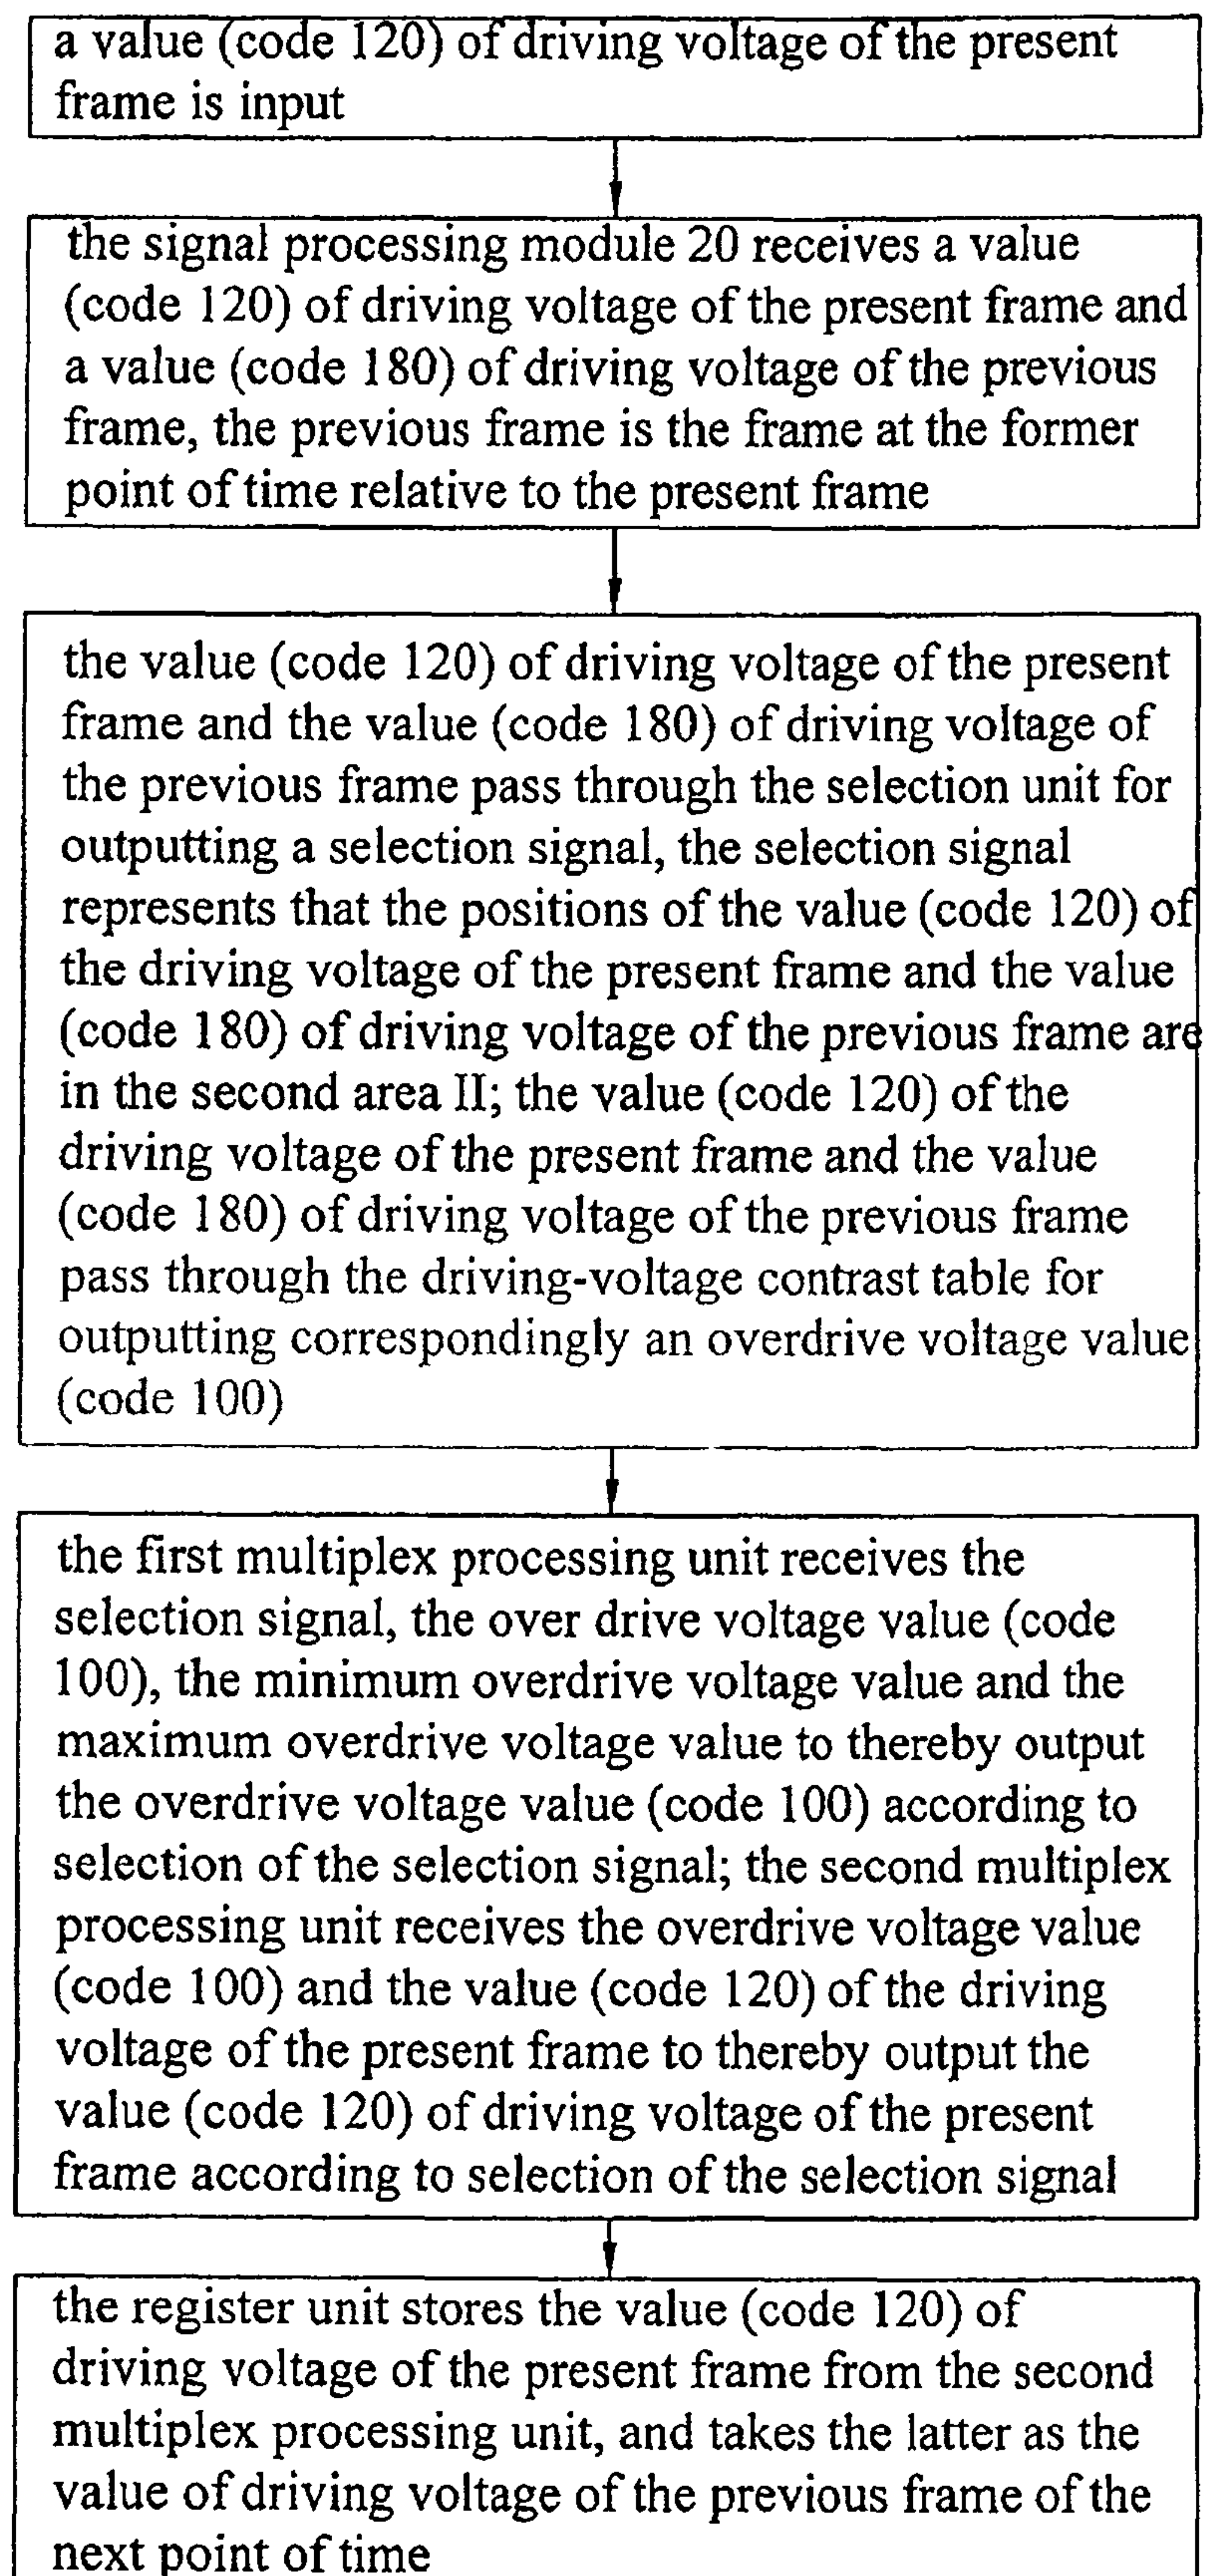 a value (code 120) of driving voltage of the present
frame is input
the signal processing module 20 receives a value
(code 120) of driving voltage of the present frame and
a value (code 180) of driving voltage of the previous
frame, the previous frame is the frame at the former
point of time relative to the present frame
the value (code 120) of driving voltage of the present
frame and the value (code 180) of driving voltage of
the previous frame pass through the selection unit for
outputting a selection signal, the selection signal
represents that the positions of the value (code 120) of
the driving voltage of the present frame and the value
(code 180) of driving voltage of the previous frame are
in the second area II; the value (code 120) of the
driving voltage of the present frame and the value
(code 180) of driving voltage of the previous frame
pass through the driving-voltage contrast table for
outputting correspondingly an overdrive voltage value
(code 100)
the first multiplex processing unit receives the
selection signal, the over drive voltage value (code
100), the minimum overdrive voltage value and the
maximum overdrive voltage value to thereby output
the overdrive voltage value (code 100) according to
selection of the selection signal; the second multiplex
processing unit receives the overdrive voltage value
(code 100) and the value (code 120) of the driving
voltage of the present frame to thereby output the
value (code 120) of driving voltage of the present
frame according to selection of the selection signal
the register unit stores the value (code 120) of
driving voltage of the present frame from the second
multiplex processing unit, and takes the latter as the
value of driving voltage of the previous frame of the
next point of time